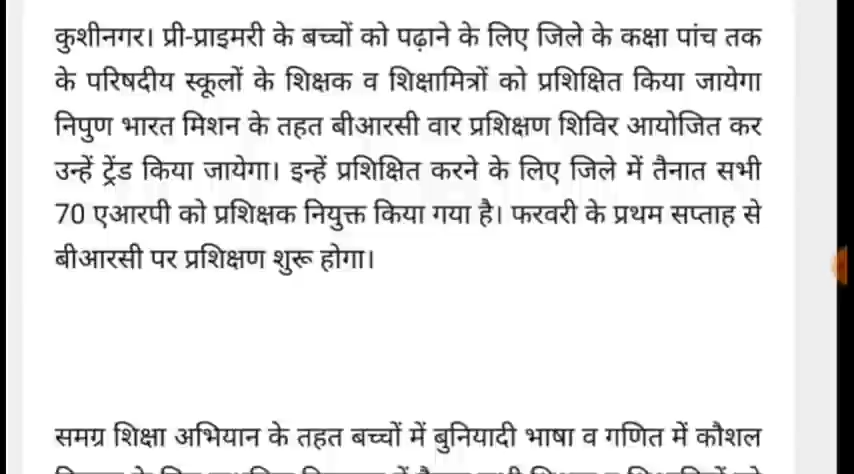 कुशीनगर। प्री-प्राइमरी के बच्चों को पढ़ाने के लिए जिले के कक्षा पांच तक
के परिषदीय स्कूलों के शिक्षक व शिक्षामित्रों को प्रशिक्षित किया जायेगा
निपुण भारत मिशन के तहत बीआरसी वार प्रशिक्षण शिविर आयोजित कर
उन्हें ट्रेंड किया जायेगा। इन्हें प्रशिक्षित करने के लिए जिले में तैनात सभी
70 एआरपी को प्रशिक्षक नियुक्त किया गया है। फरवरी के प्रथम सप्ताह से
बीआरसी पर प्रशिक्षण शुरू होगा।
समग्र शिक्षा अभियान के तहत बच्चों में बुनियादी भाषा व गणित में कौशल